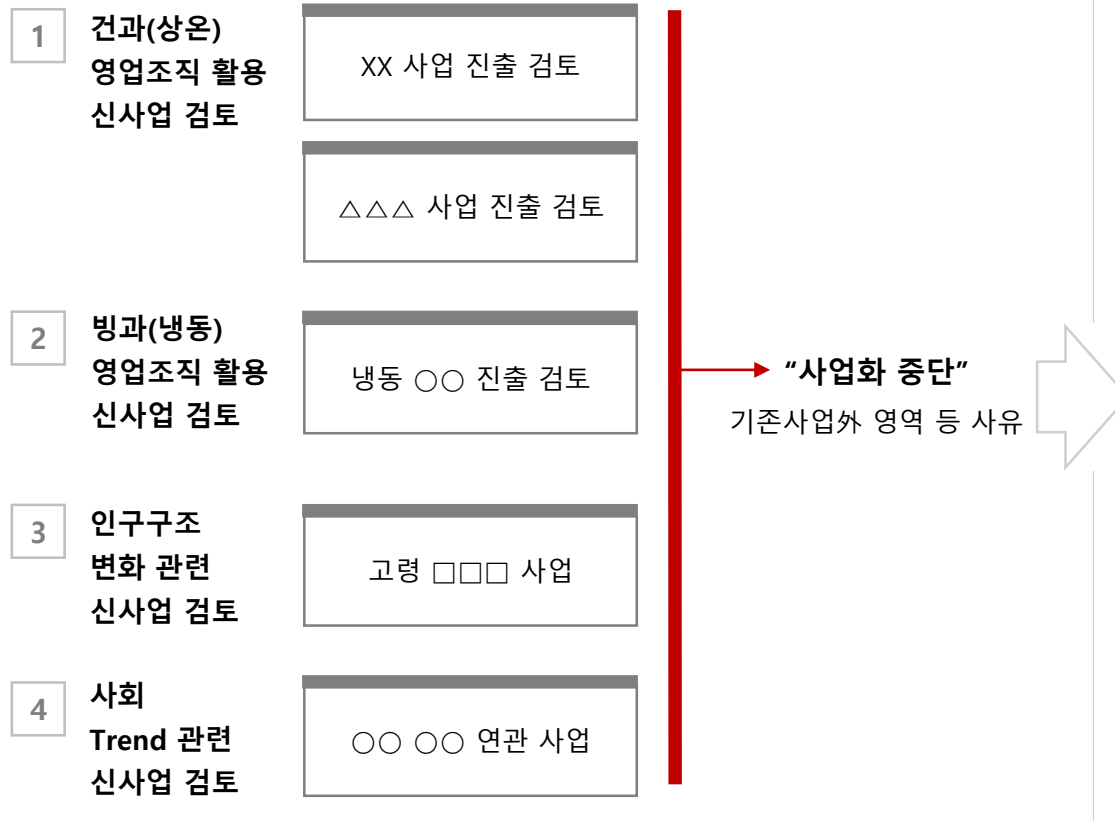 1
건과(상온)
영업조직 활용
신사업 검토
XX 사업 진출 검토
△△△ 사업 진출 검토
2
빙과(냉동)
영업조직 활용
신사업 검토
냉동 ○○ 진출 검토
3
인구구조
변화 관련
신사업 검토
고령 □□□ 사업
4
사회
Trend 관련
신사업 검토
○○ ○○ 연관 사업
“사업화 중단”
기존사업外 영역 등 사유